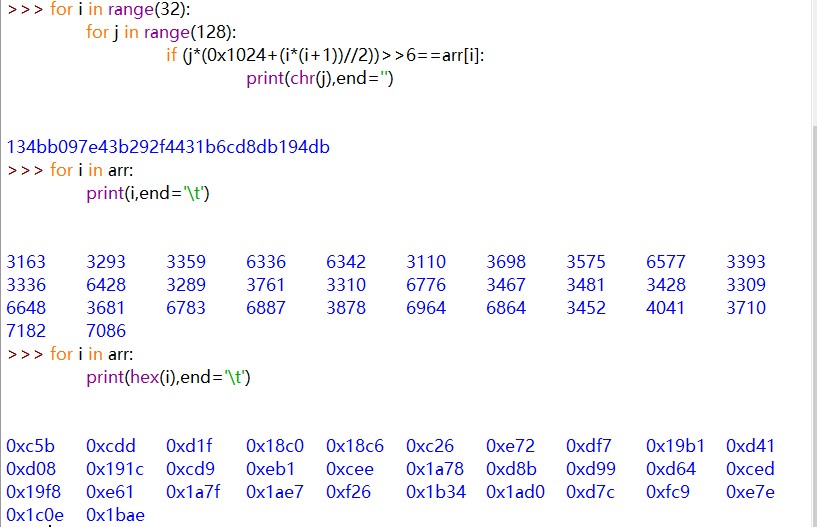 >>> for i in range(32):
for j in range(128):
if (j*(0x1024+(i*(i+1))//2))>>6==arr[i]:
print(chr(j),end='')
134bb097e43b292f4431b6cd8db194db
>>> for i in arr:
print(i,end='\t')
3163 3293 3359 6336 6342 3110 3698 3575 6577 3393
3336 6428 3289 3761 3310 6776 3467 3481 3428 3309
6648 3681 6783 6887 3878 6964 6864 3452 4041 3710
7182 7086
>>> for i in arr:
print(hex(i),end='\t')
0xc5b 0xcdd 0xd1f 0x18c0 0x18c6 0xc26 0xe72 0xdf7 0x19b1 0xd41
0xd08 0x191c 0xcd9 0xeb1 0xcee 0x1a78 0xd8b 0xd99 0xd64 0xced
0x19f8 0xe61 0x1a7f 0x1ae7 0xf26 0x1b34 0x1ad0 0xd7c 0xfc9 0xe7e
0x1c0e 0x1bae